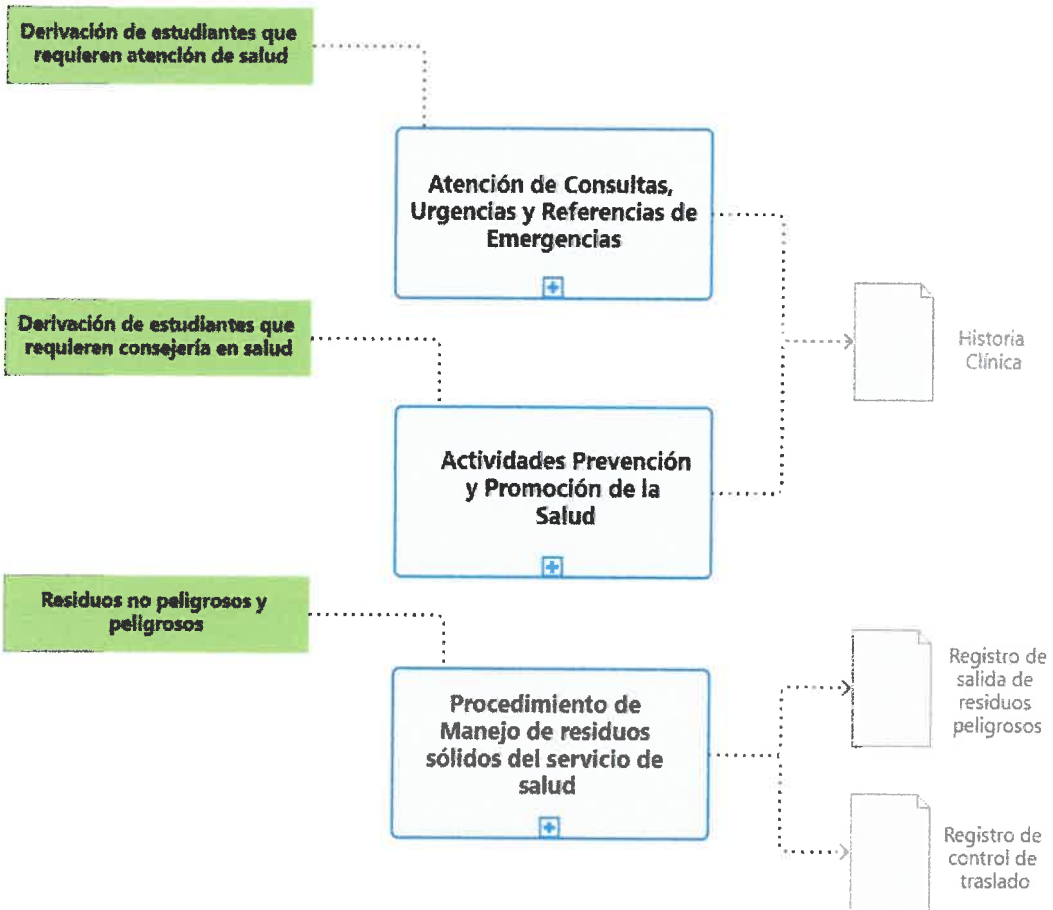 Derivación de estudiantes que
requieren atención de salud
Atención de Consultas,
Urgencias y Referencias de
Emergencias
Derivación de estudiantes que
requieren consejería en salud
Historia
Clínica
Actividades Prevención
y Promoción de la
Salud
Residuos no peligrosos y
peligrosos
Procedimiento de
Manejo de residuos
sólidos del servicio de
salud
Registro de
salida de
residuos
peligrosos
Registro de
control de
traslado